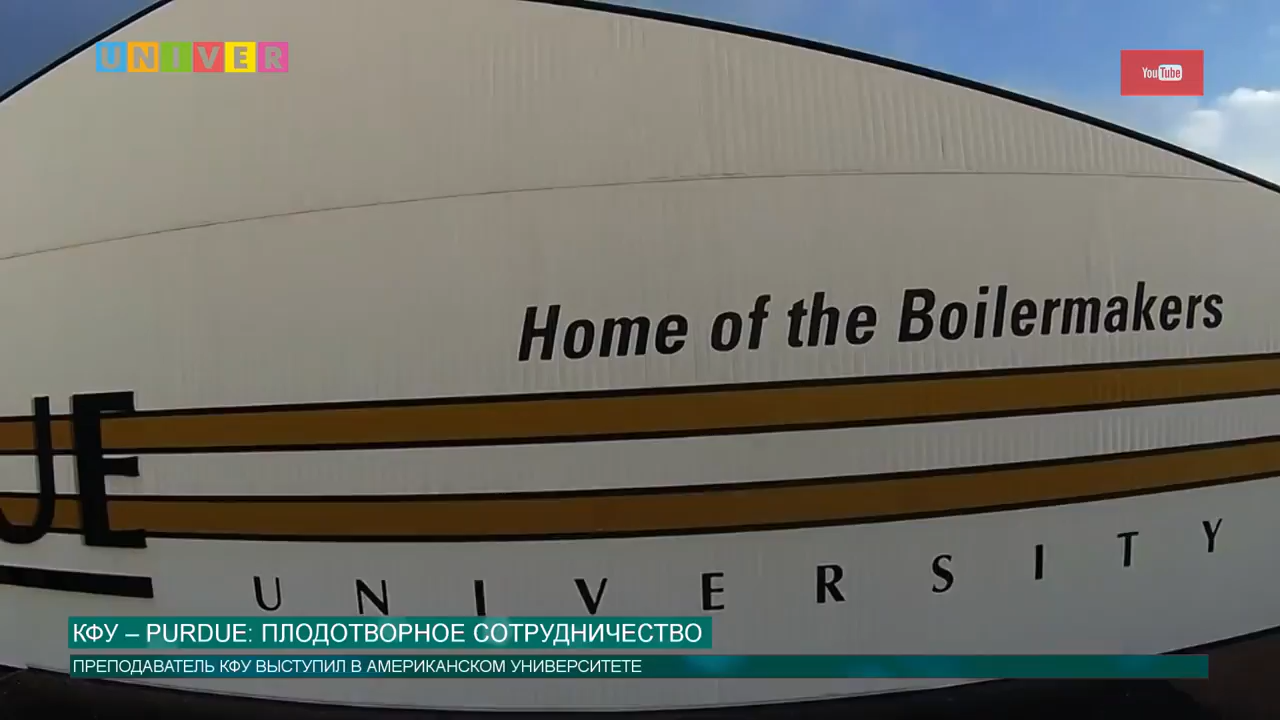 UNIVER
YouTube
Home of the Boilermakers
UE
UNIVERSITY
КФУ – PURDUE: ПЛОДОТВОРНОЕ СОТРУДНИЧЕСТВО
ПРЕПОДАВАТЕЛЬ КФУ ВЫСТУПИЛ В АМЕРИКАНСКОМ УНИВЕРСИТЕТЕ